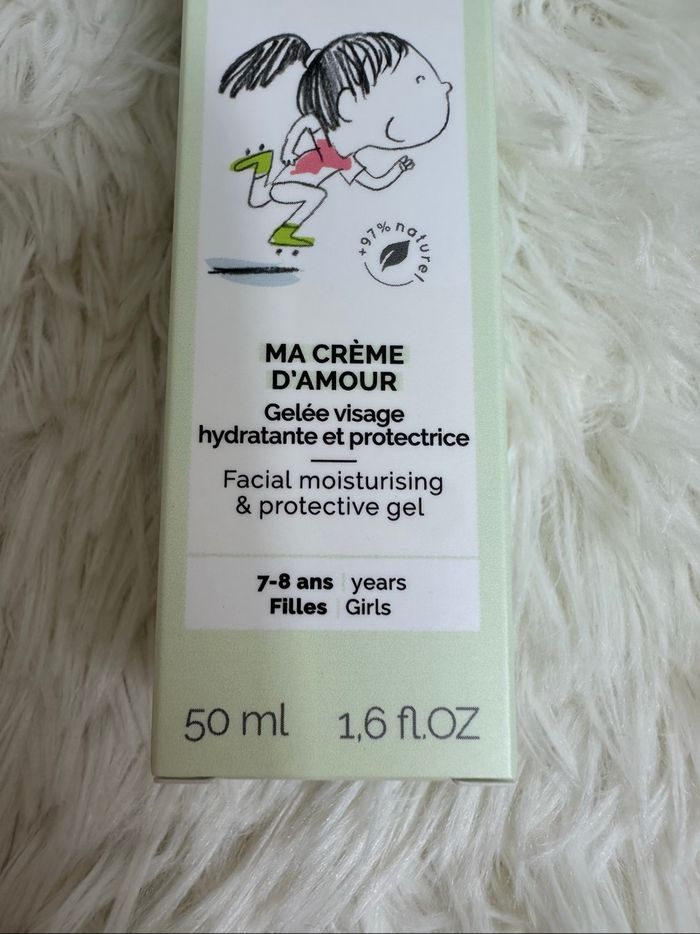 +97% naturel
MA CRÈME
D'AMOUR
Gelée visage
hydratante et protectrice
Facial moisturising
& protective gel
7-8 ans | years
Filles | Girls
50 ml 1,6 fl.OZ